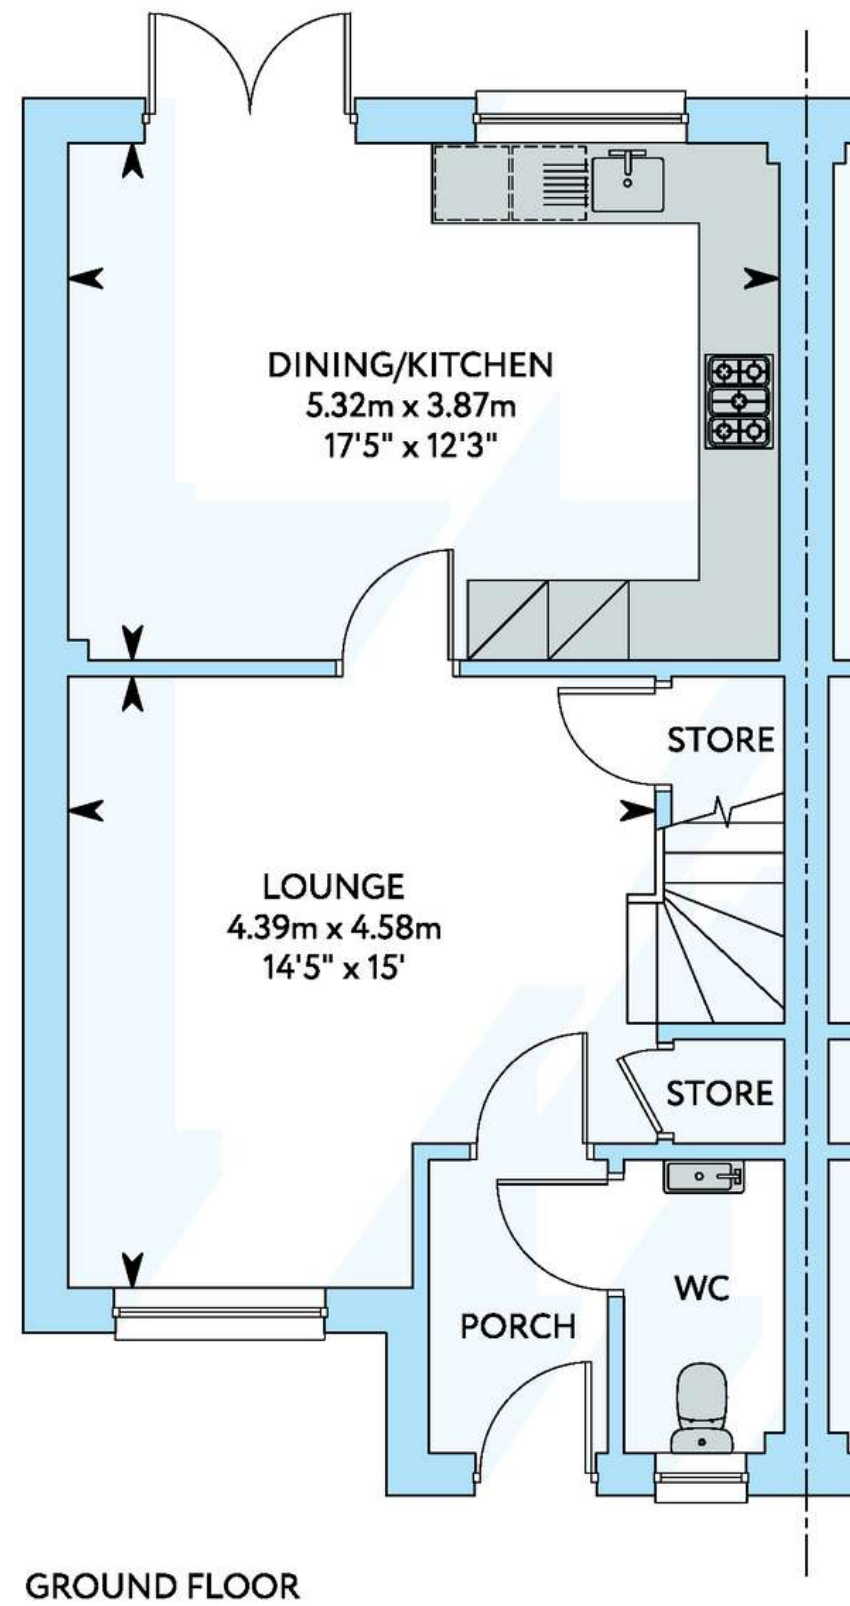 DINING/KITCHEN
5.32m x 3.87m
17'5" x 12'3"
STORE
LOUNGE
4.39m x 4.58m
14'5" x 15'
STORE
WC
PORCH
GROUND FLOOR